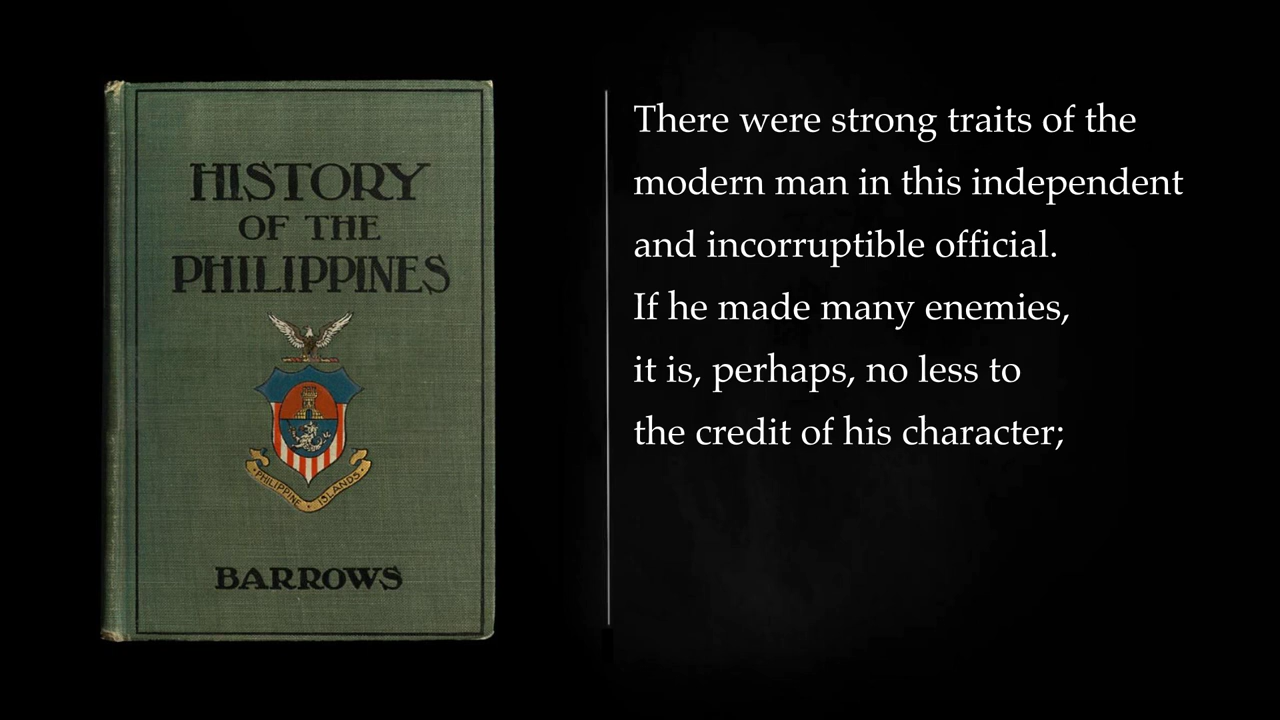 HISTORY
OF THE
PHILIPPINES
PHILIPPINE ISLANDS
BARROWS
There were strong traits of the
modern man in this independent
and incorruptible official.
If he made many enemies,
it is, perhaps, no less to
the credit of his character;